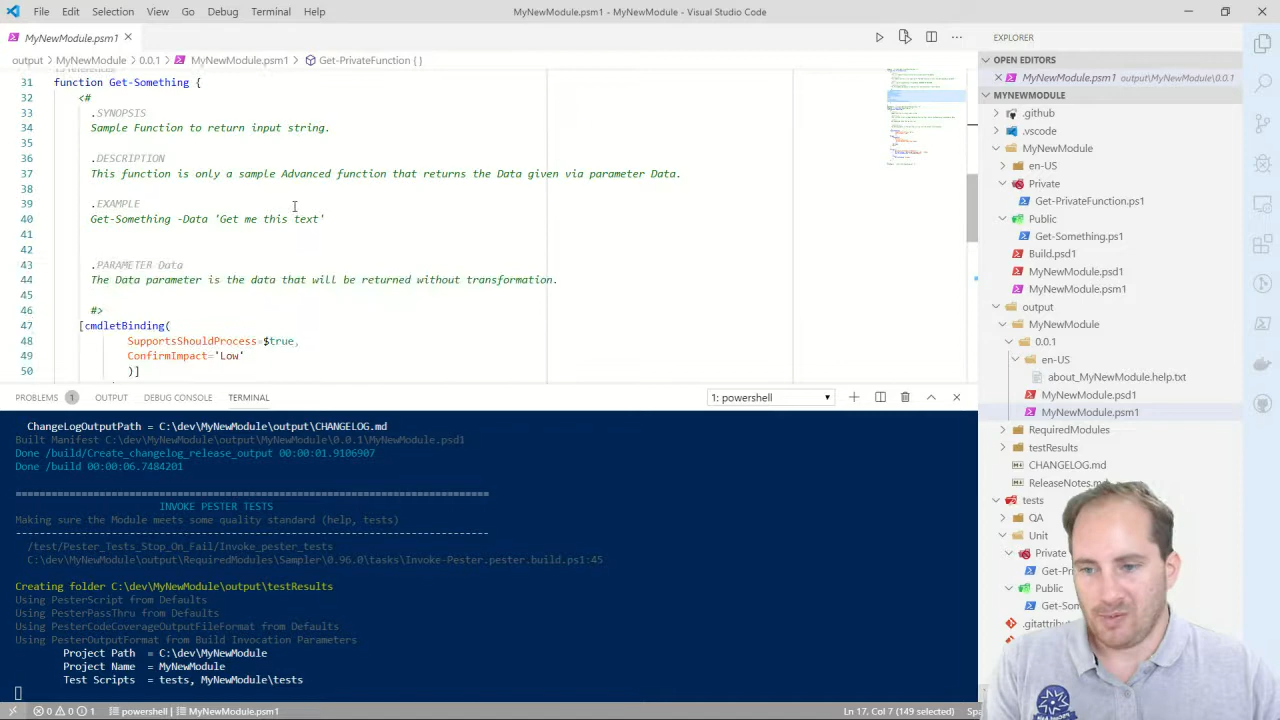 File Edit Selection View Go Run Terminal Help
MyNewModule.psm1 - MyNewModule - Visual Studio Code
MyNewModule.psm1
output > MyNewModule > 0.0.1 > MyNewModule.psm1 > Get-PrivateFunction { }
31 function Get-Something
32 <#
33 .SYNOPSIS
34 Sample Function to return input string.
35
36 .DESCRIPTION
37 This function is a sample Advanced function that returns the Data given via parameter Data.
38
39 .EXAMPLE
40 Get-Something -Data 'Get me this text'
41
42
43 .PARAMETER Data
44 The Data parameter is the data that will be returned without transformation.
45
46 #>
47 [cmdletBinding(
48 SupportsShouldProcess=$true,
49 ConfirmImpact='Low'
50 )]
PROBLEMS 1 OUTPUT DEBUG CONSOLE TERMINAL
1: powershell
ChangeLogOutputPath = C:\dev\MyNewModule\output\CHANGELOG.md
Built Manifest C:\dev\MyNewModule\output\MyNewModule\0.0.1\MyNewModule.psd1
Done /build/Create_changelog_release_output 00:00:01.9106907
Done /build 00:00:06.7484201
===============================================================================
INVOKE PESTER TESTS
Making sure the Module meets some quality standard (help, tests)
-------------------------------------------------------------------------------
/test/Pester_Tests_Stop_On_Fail/Invoke_pester_tests
C:\dev\MyNewModule\output\RequiredModules\Sampler\0.96.0\tasks\Invoke-Pester.pester.build.ps1:45
Creating folder C:\dev\MyNewModule\output\testResults
Using PesterScript from Defaults
Using PesterPassThru from Defaults
Using PesterCodeCoverageOutputFileFormat from Defaults
Using PesterOutputFormat from Build Invocation Parameters
Project Path = C:\dev\MyNewModule
Project Name = MyNewModule
Test Scripts = tests, MyNewModule\tests
0 0 1 powershell MyNewModule.psm1
Ln 17, Col 7 (149 selected)
EXPLORER
OPEN EDITORS
MyNewModule.psm1 output\MyNewModule\0.0.1
MYNEWMODULE
.github
.vscode
MyNewModule
en-US
Private
Get-PrivateFunction.ps1
Public
Get-Something.ps1
Build.psd1
MyNewModule.psd1
MyNewModule.psm1
output
MyNewModule
0.0.1
en-US
about_MyNewModule.help.txt
MyNewModule.psd1
MyNewModule.psm1
RequiredModules
testResults
CHANGELOG.md
ReleaseNotes.md
tests
QA
Unit
Private
Public
.gitattribu